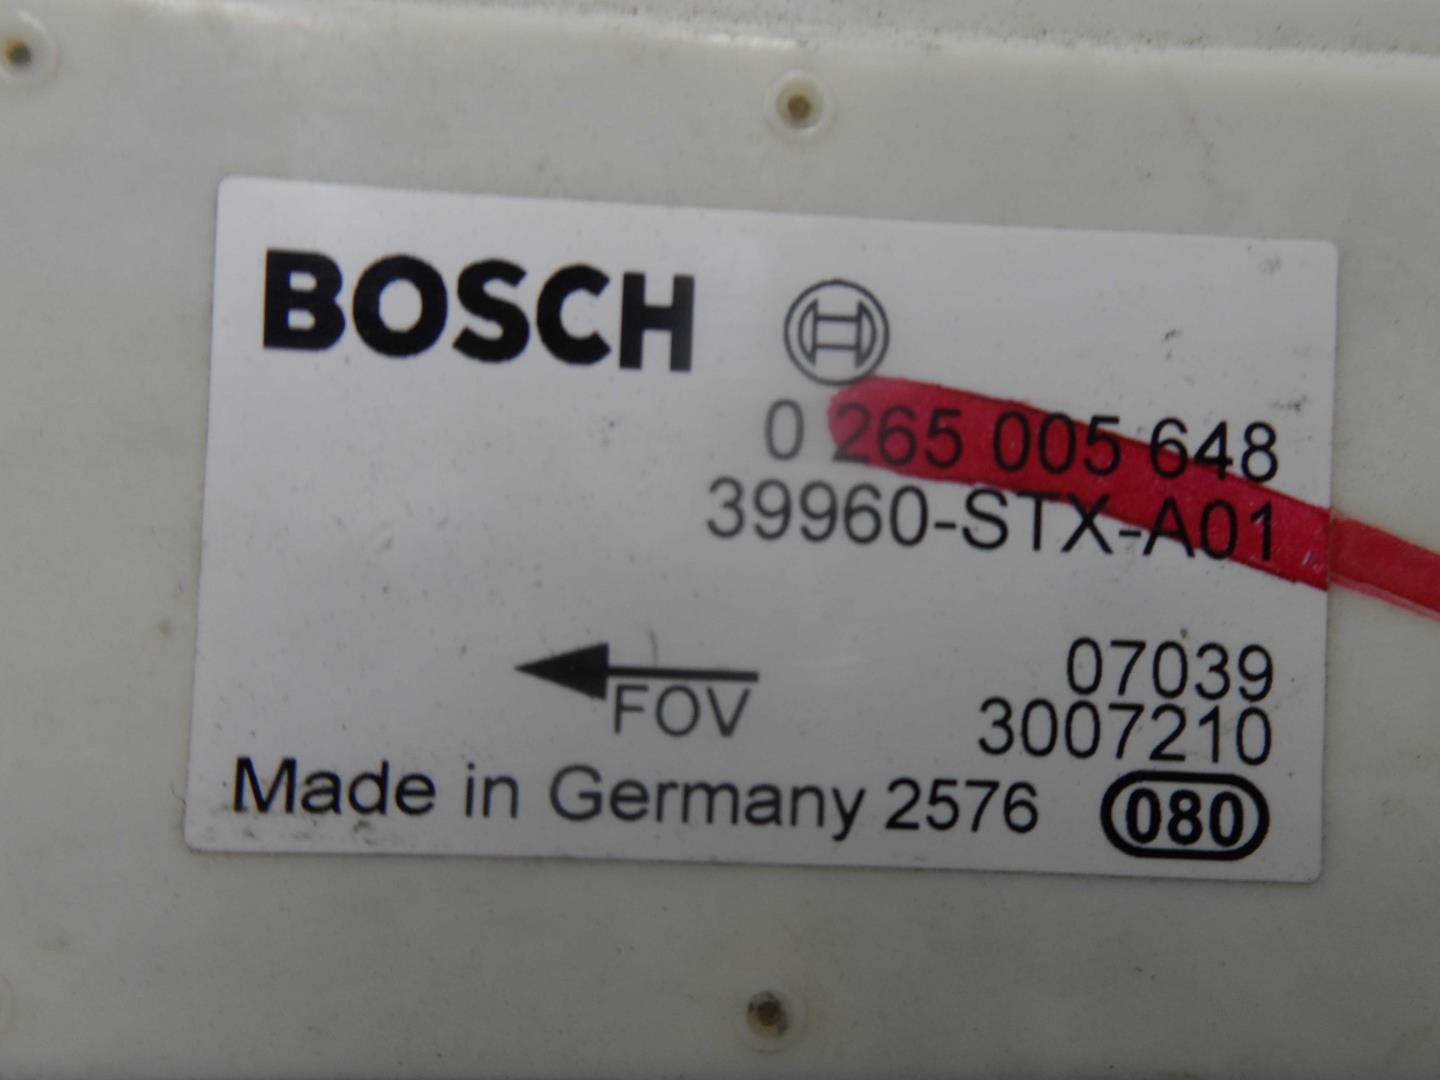 BOSCH
0 265 005 648
39960-STX-A01
07039
FOV
3007210
Made in Germany 2576 080